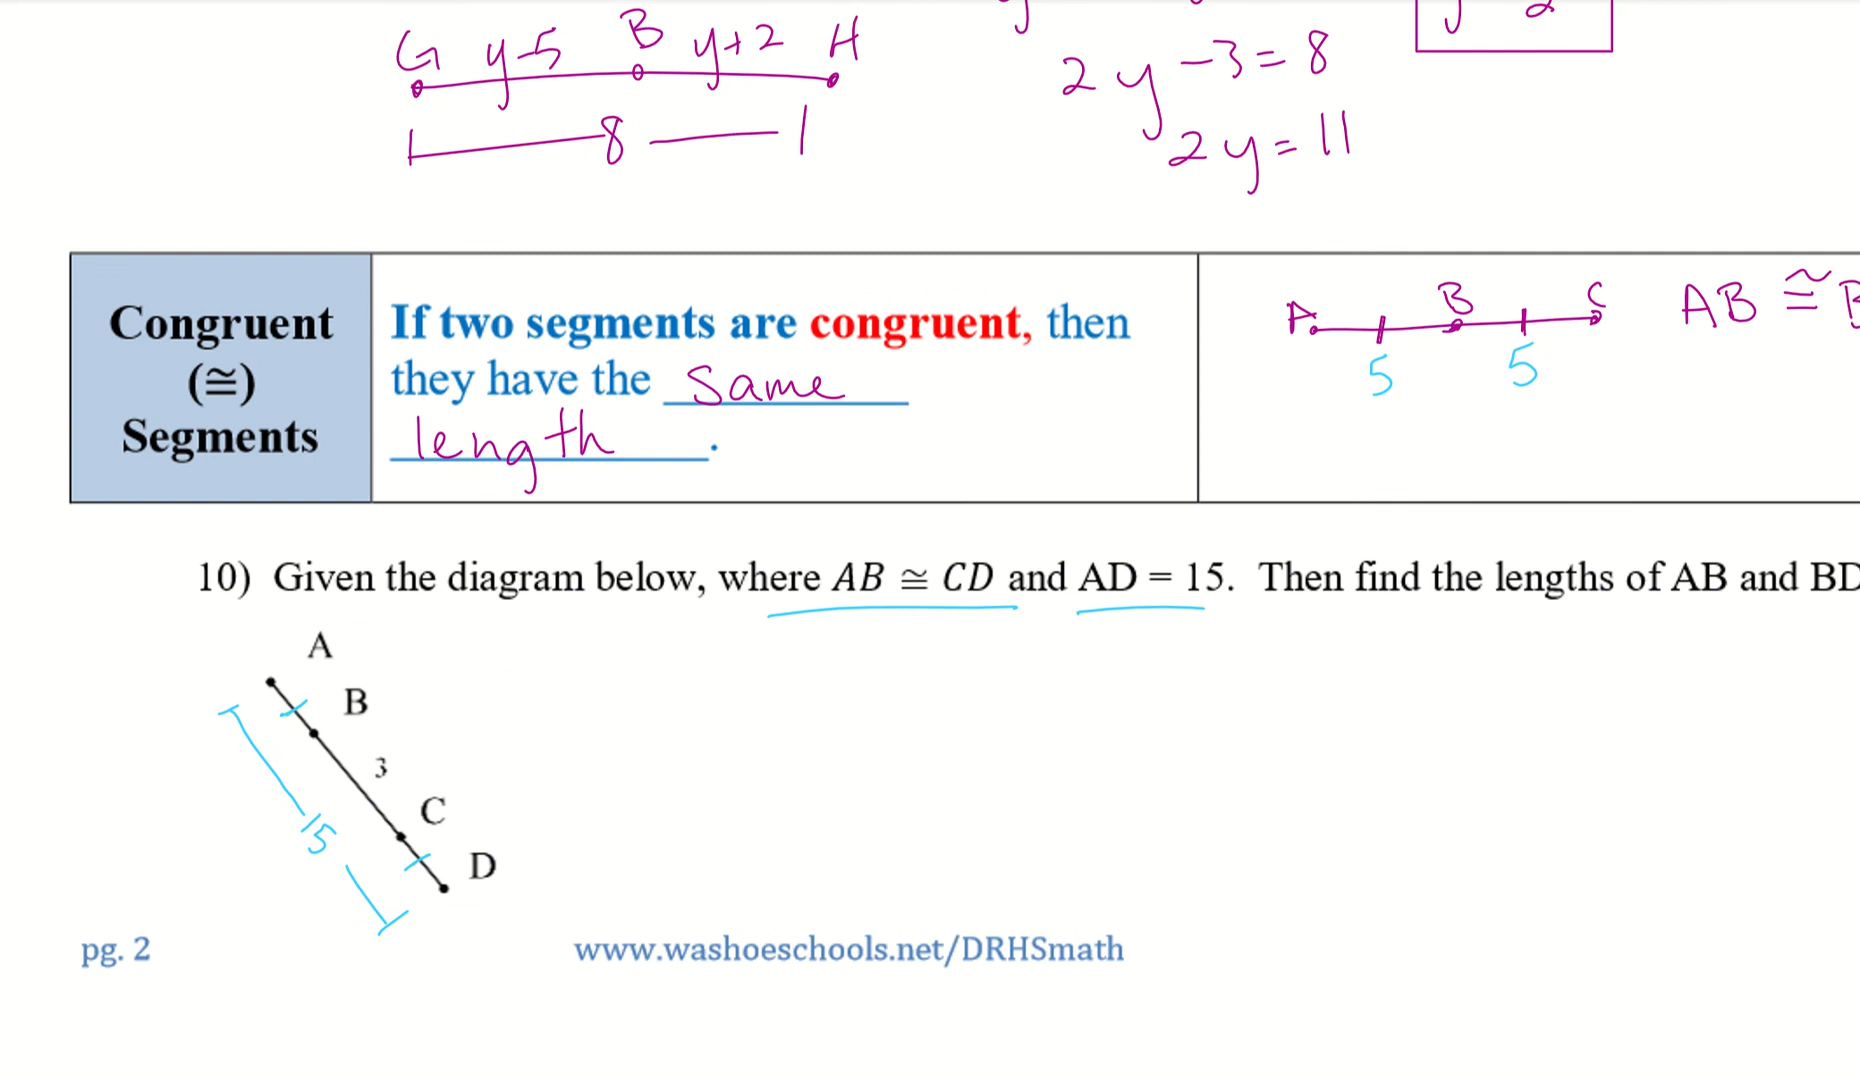 G y-5 B y+2 H
8
2y -3 = 8
2y = 11
Congruent
(≅)
Segments
If two segments are congruent, then
they have the same
length.
A B C AB ≅ B
5 5
10) Given the diagram below, where AB ≅ CD and AD = 15. Then find the lengths of AB and BD
A
B
3
C
15
D
pg. 2 www.washoeschools.net/DRHSmath